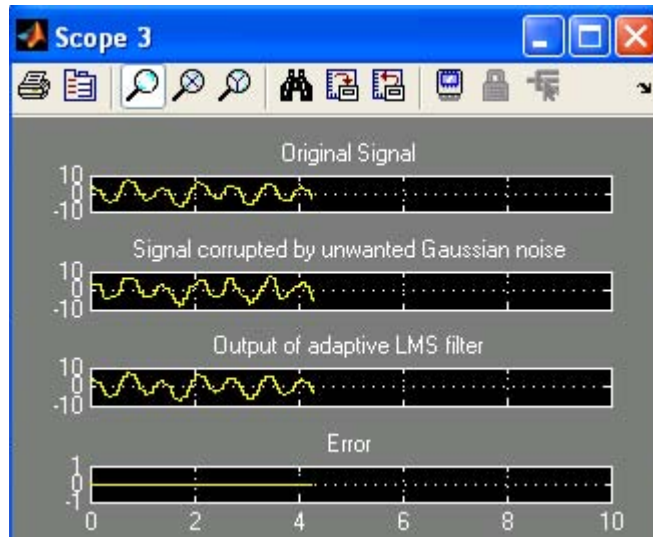 Scope 3
Original Signal
10
0
-10
Signal corrupted by unwanted Gaussian noise
10
0
-10
Output of adaptive LMS filter
10
0
-10
Error
1
0
-1
0 2 4 6 8 10